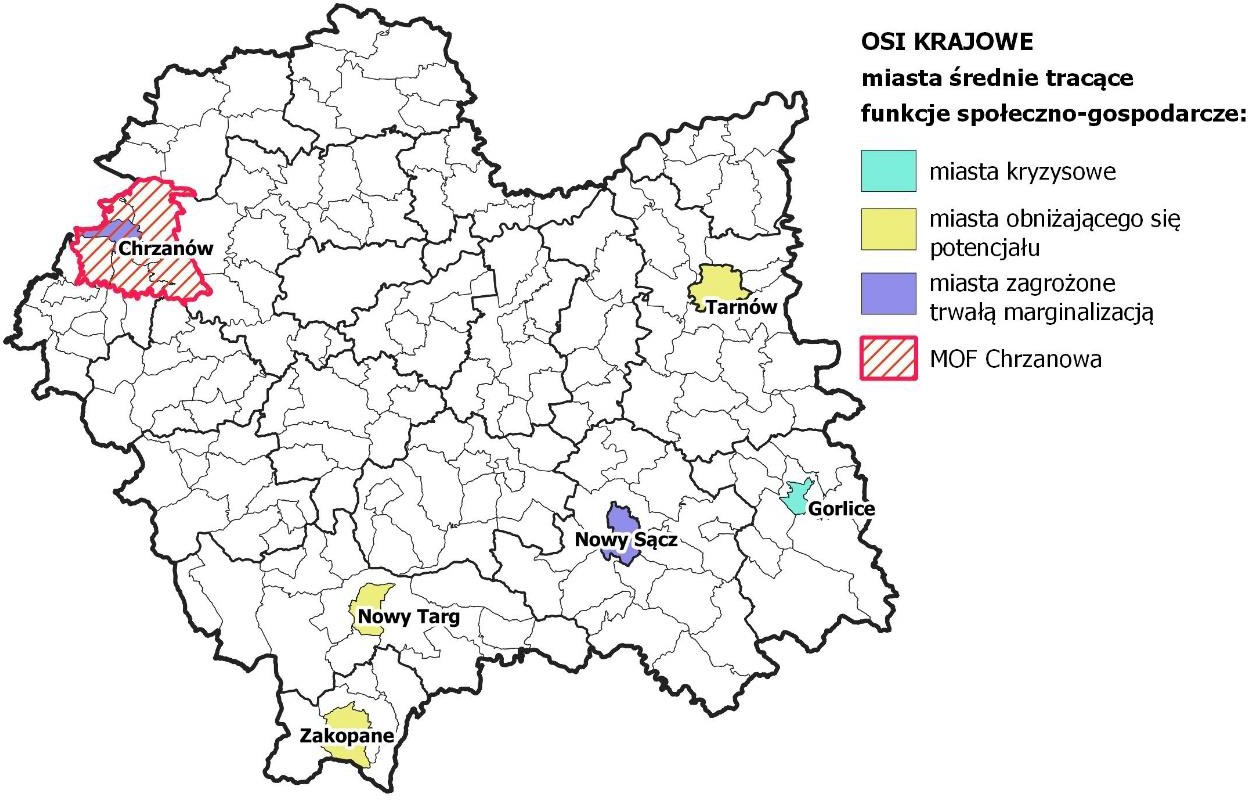 OSI KRAJOWE
miasta średnie tracące
funkcje społeczno-gospodarcze:
miasta kryzysowe
miasta obniżającego się
potencjału
miasta zagrożone
trwałą marginalizacją
MOF Chrzanowa
Chrzanów
Tarnów
Gorlice
Nowy Sącz
Nowy Targ
Zakopane